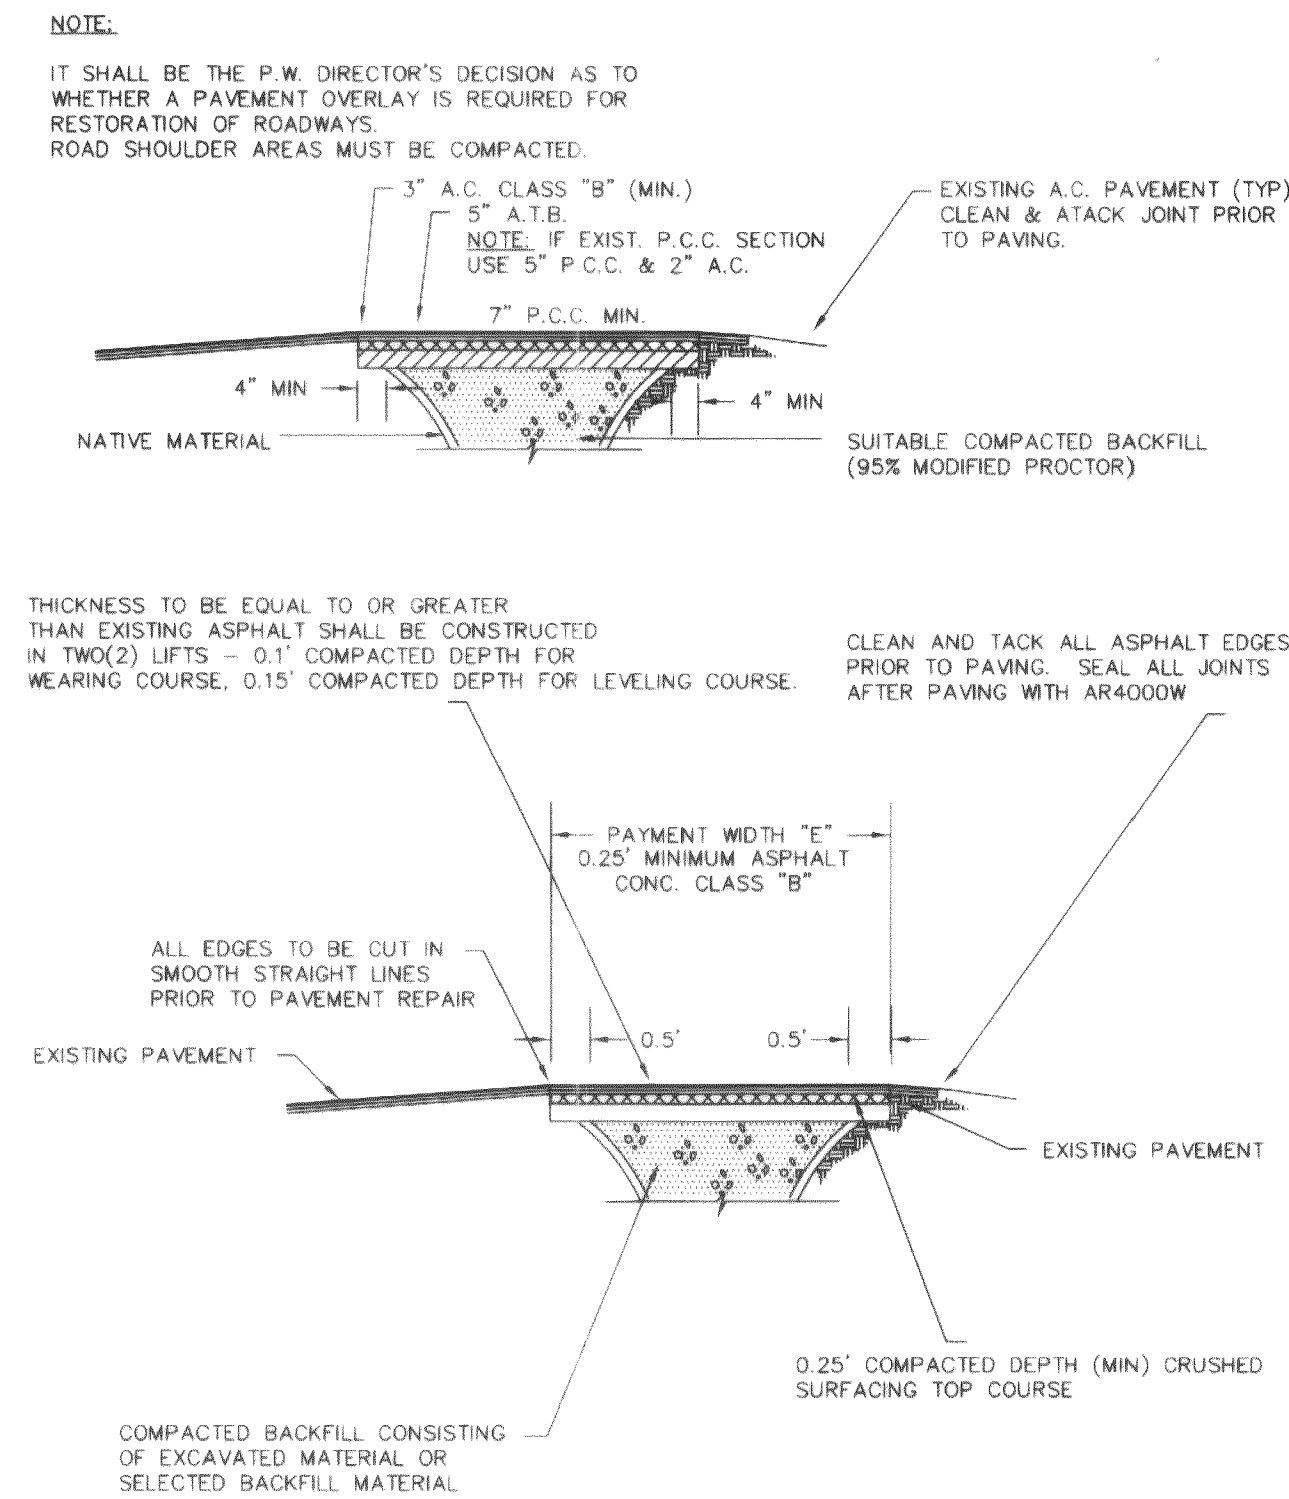 NOTE:
IT SHALL BE THE P.W. DIRECTOR'S DECISION AS TO
WHETHER A PAVEMENT OVERLAY IS REQUIRED FOR
RESTORATION OF ROADWAYS.
ROAD SHOULDER AREAS MUST BE COMPACTED.
3" A.C. CLASS "B" (MIN.)
5" A.T.B.
NOTE: IF EXIST. P.C.C. SECTION
USE 5" P.C.C. & 2" A.C.
EXISTING A.C. PAVEMENT (TYP)
CLEAN & ATACK JOINT PRIOR
TO PAVING.
7" P.C.C. MIN.
4" MIN
4" MIN
NATIVE MATERIAL
SUITABLE COMPACTED BACKFILL
(95% MODIFIED PROCTOR)
THICKNESS TO BE EQUAL TO OR GREATER
THAN EXISTING ASPHALT SHALL BE CONSTRUCTED
IN TWO(2) LIFTS – 0.1' COMPACTED DEPTH FOR
WEARING COURSE, 0.15' COMPACTED DEPTH FOR LEVELING COURSE.
CLEAN AND TACK ALL ASPHALT EDGES
PRIOR TO PAVING. SEAL ALL JOINTS
AFTER PAVING WITH AR4000W
PAYMENT WIDTH "E"
0.25' MINIMUM ASPHALT
CONC. CLASS "B"
ALL EDGES TO BE CUT IN
SMOOTH STRAIGHT LINES
PRIOR TO PAVEMENT REPAIR
0.5'
0.5'
EXISTING PAVEMENT
EXISTING PAVEMENT
0.25' COMPACTED DEPTH (MIN) CRUSHED
SURFACING TOP COURSE
COMPACTED BACKFILL CONSISTING
OF EXCAVATED MATERIAL OR
SELECTED BACKFILL MATERIAL